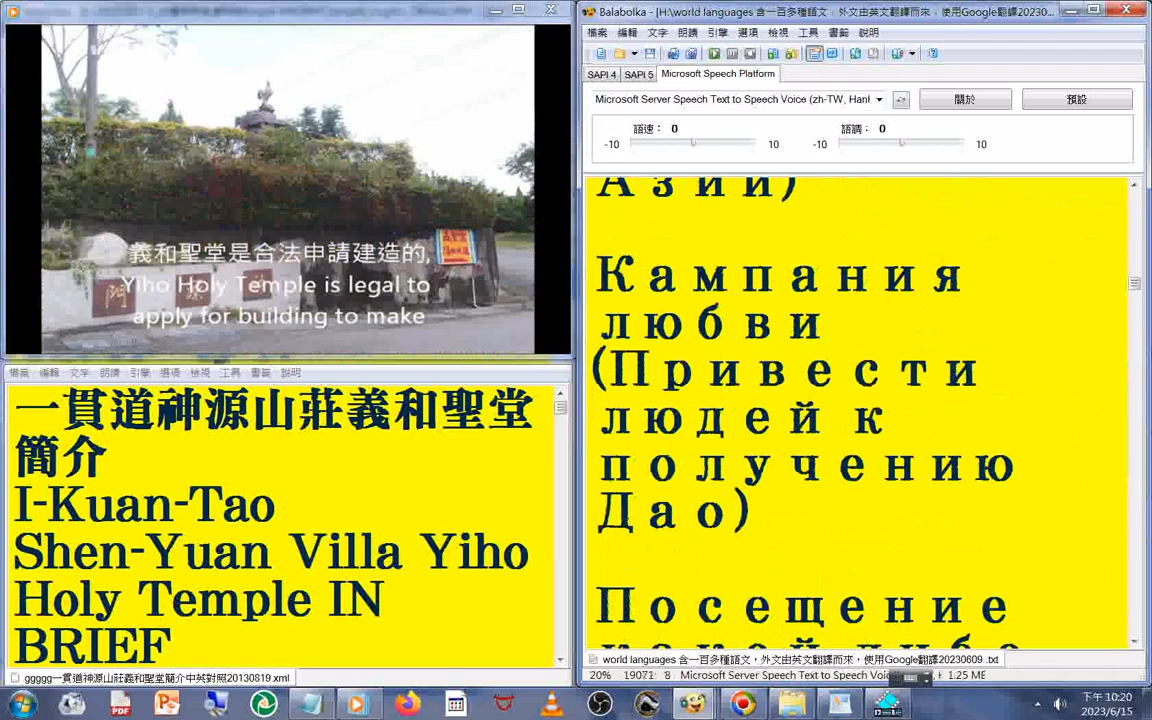 Balabolka - [H:\world languages 含一百多種語文，外文由英文翻譯而來，使用Google翻譯20230...
檔案 編輯 文字 朗讀 引擎 選項 檢視 工具 書籤 說明
SAPI 4 SAPI 5 Microsoft Speech Platform
Microsoft Server Speech Text to Speech Voice (zh-TW, Hanl
關於
預設
語速： 0
語調： 0
-10 10
-10 10
義和聖堂是合法申請建造的,
Yiho Holy Temple is legal to
apply for building to make
Азии)
Кампания
любви
(Привести
людей к
получению
Дао)
Посещение
檔案 編輯 文字 朗讀 引擎 選項 檢視 工具 書籤 說明
一貫道神源山莊義和聖堂
簡介
I-Kuan-Tao
Shen-Yuan Villa Yiho
Holy Temple IN
BRIEF
ggggg一貫道神源山莊義和聖堂簡介中英對照20130819.xml
world languages 含一百多種語文，外文由英文翻譯而來，使用Google翻譯20230609 .txt
20% 19071: 8 Microsoft Server Speech Text to Speech Vo
1.25 MB
下午 10:20
2023/6/15